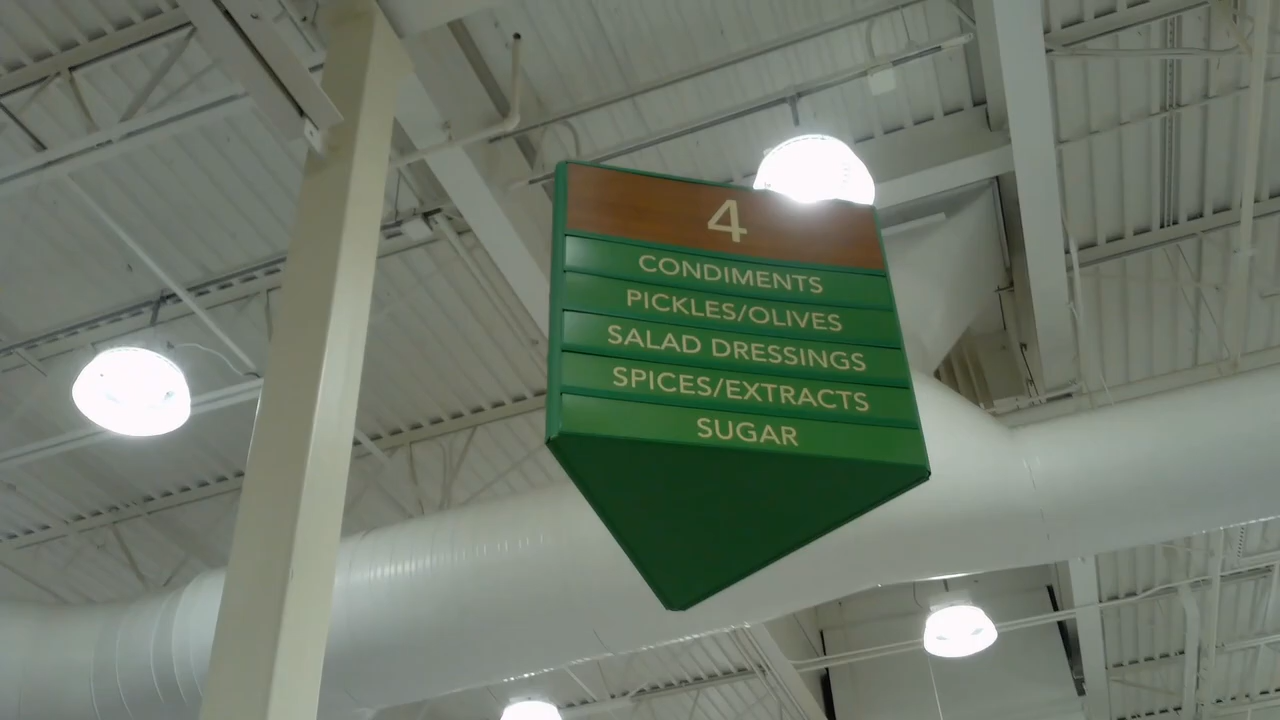 4
CONDIMENTS
PICKLES/OLIVES
SALAD DRESSINGS
SPICES/EXTRACTS
SUGAR